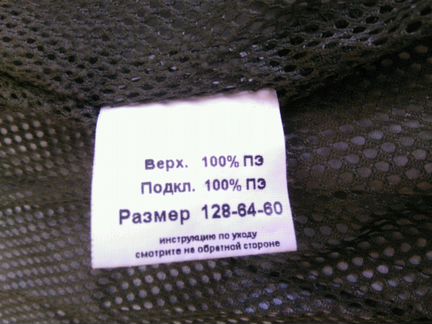 Верх. 100% ПЭ
Подкл. 100% ПЭ
Размер 128-64-60
инструкцию по уходу
смотрите на обратной стороне